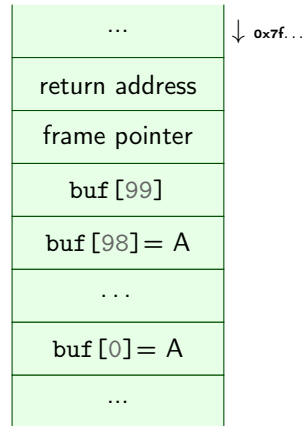 ...
↓ 0x7f...
return address
frame pointer
buf[99]
buf[98]= A
...
buf[0]= A
...